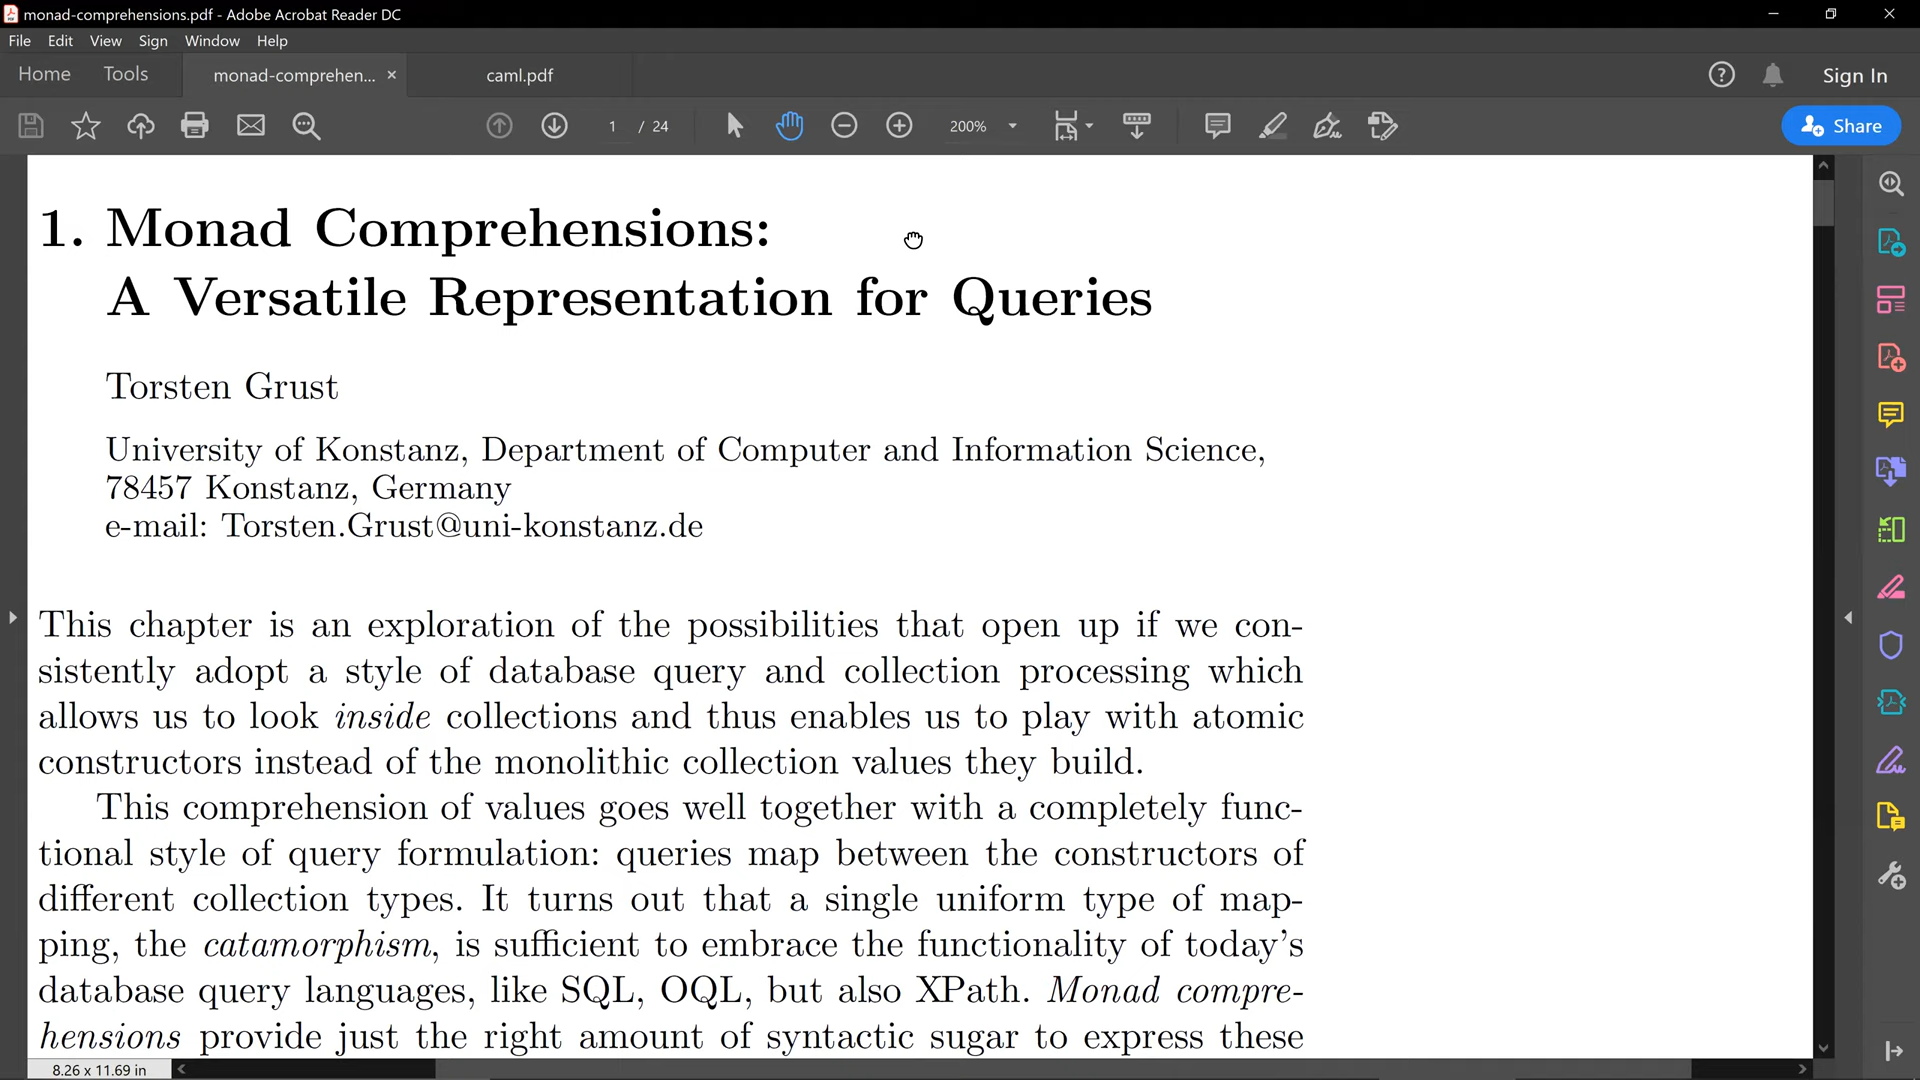 monad-comprehensions.pdf - Adobe Acrobat Reader DC
File Edit View Sign Window Help
Home Tools monad-comprehen... × caml.pdf ? Sign In
1 / 24 200% Share
1. Monad Comprehensions:
A Versatile Representation for Queries
Torsten Grust
University of Konstanz, Department of Computer and Information Science,
78457 Konstanz, Germany
e-mail: Torsten.Grust@uni-konstanz.de
This chapter is an exploration of the possibilities that open up if we con-
sistently adopt a style of database query and collection processing which
allows us to look inside collections and thus enables us to play with atomic
constructors instead of the monolithic collection values they build.
This comprehension of values goes well together with a completely func-
tional style of query formulation: queries map between the constructors of
different collection types. It turns out that a single uniform type of map-
ping, the catamorphism, is sufficient to embrace the functionality of today's
database query languages, like SQL, OQL, but also XPath. Monad compre-
hensions provide just the right amount of syntactic sugar to express these
8.26 x 11.69 in